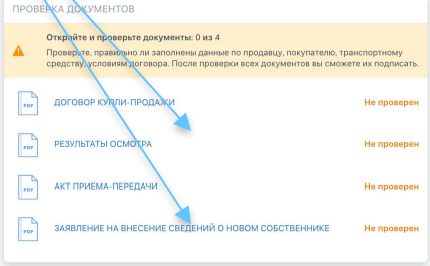 ПРОВЕРКА ДОКУМЕНТОВ
Откройте и проверьте документы: 0 из 4
Проверьте, правильно ли заполнены данные по продавцу, покупателю, транспортному
средству, условиям договора. После проверки всех документов вы сможете их подписать.
PDF ДОГОВОР КУПЛИ-ПРОДАЖИ Не проверен
PDF РЕЗУЛЬТАТЫ ОСМОТРА Не проверен
PDF АКТ ПРИЕМА-ПЕРЕДАЧИ Не проверен
PDF ЗАЯВЛЕНИЕ НА ВНЕСЕНИЕ СВЕДЕНИЙ О НОВОМ СОБСТВЕННИКЕ Не проверен